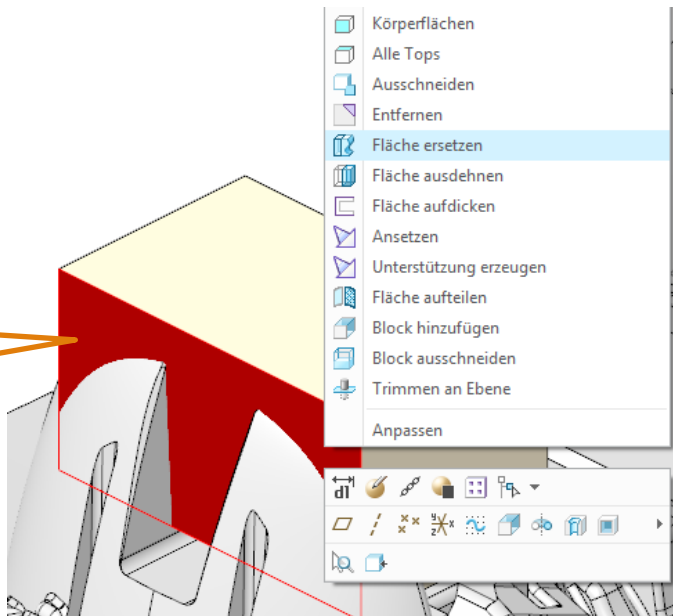 Körperflächen
Alle Tops
Ausschneiden
Entfernen
Fläche ersetzen
Fläche ausdehnen
Fläche aufdicken
Ansetzen
Unterstützung erzeugen
Fläche aufteilen
Block hinzufügen
Block ausschneiden
Trimmen an Ebene
Anpassen